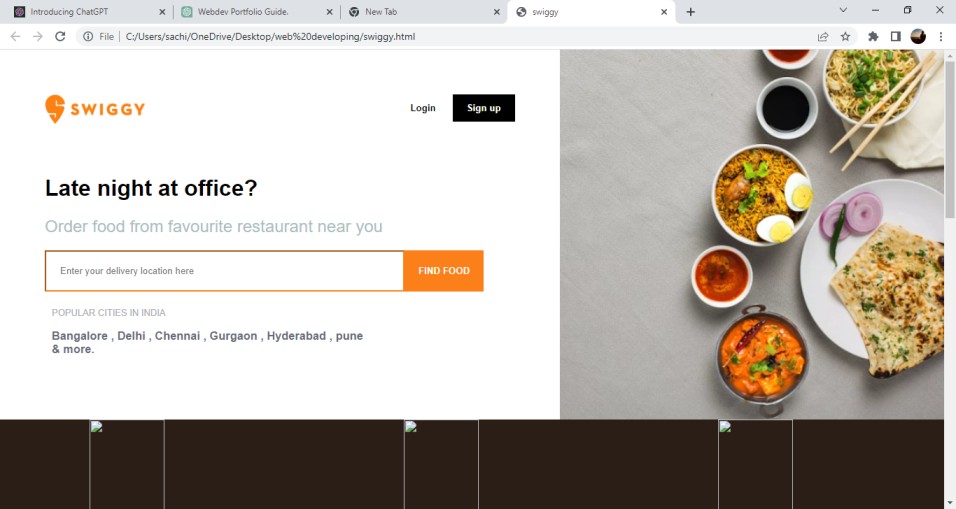 Introducing ChatGPT
Webdev Portfolio Guide.
New Tab
swiggy
File
C:/Users/sachi/OneDrive/Desktop/web%20developing/swiggy.html
SWIGGY
Login
Sign up
Late night at office?
Order food from favourite restaurant near you
Enter your delivery location here
FIND FOOD
POPULAR CITIES IN INDIA
Bangalore , Delhi , Chennai , Gurgaon , Hyderabad , pune
& more.